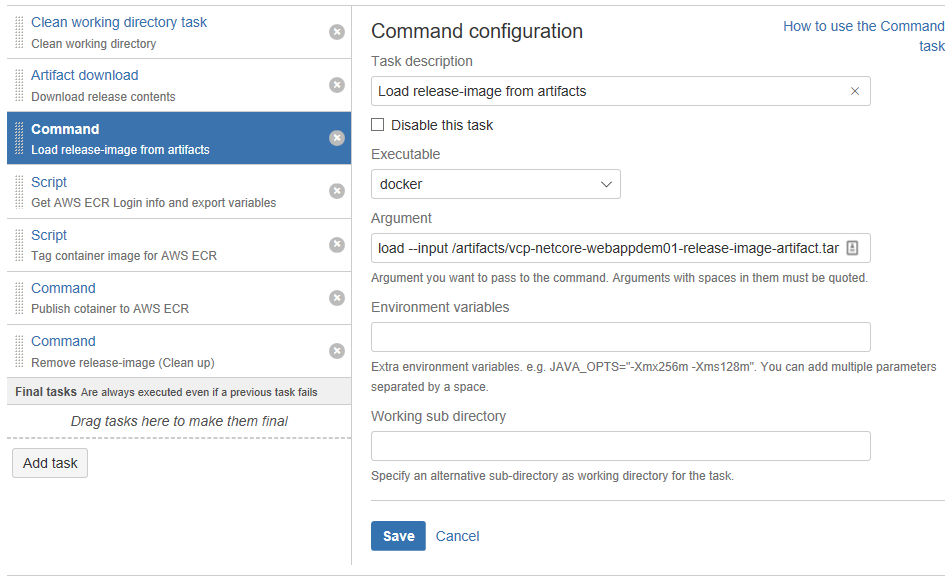 Clean working directory task
Clean working directory
Artifact download
Download release contents
Command
Load release-image from artifacts
Script
Get AWS ECR Login info and export variables
Script
Tag container image for AWS ECR
Command
Publish cotainer to AWS ECR
Command
Remove release-image (Clean up)
Final tasks Are always executed even if a previous task fails
Drag tasks here to make them final
Add task
Command configuration
How to use the Command
task
Task description
Load release-image from artifacts
Disable this task
Executable
docker
Argument
load --input /artifacts/vcp-netcore-webappdem01-release-image-artifact.tar
Argument you want to pass to the command. Arguments with spaces in them must be quoted.
Environment variables
Extra environment variables. e.g. JAVA_OPTS="-Xmx256m -Xms128m". You can add multiple parameters
separated by a space.
Working sub directory
Specify an alternative sub-directory as working directory for the task.
Save Cancel